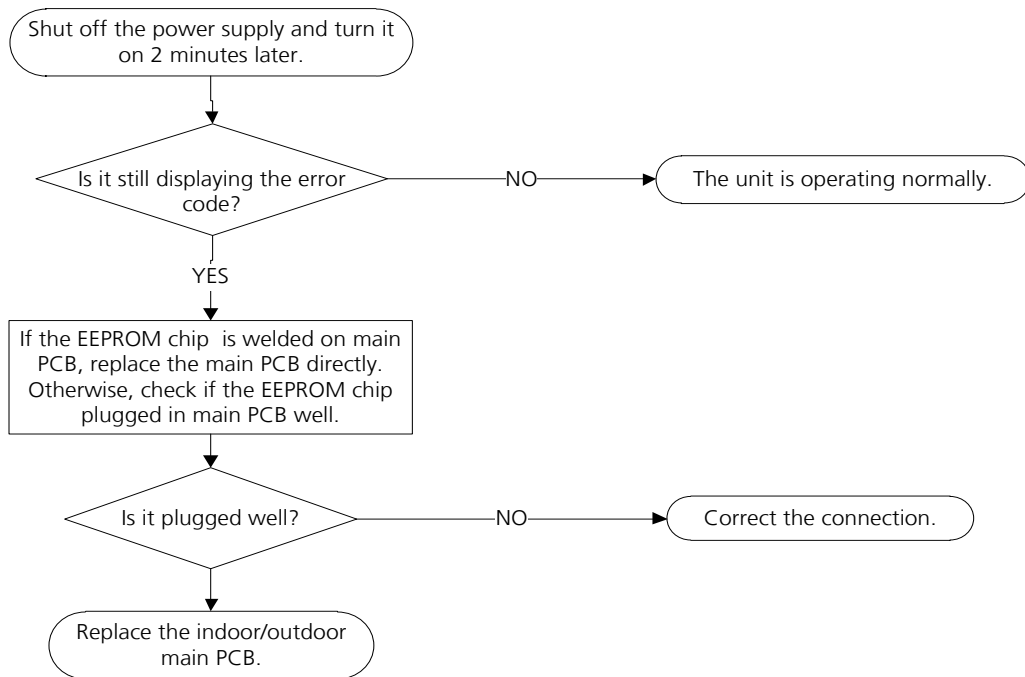 Shut off the power supply and turn it
on 2 minutes later.
Is it still displaying the error
code?
NO
The unit is operating normally.
YES
If the EEPROM chip  is welded on main
PCB, replace the main PCB directly.
Otherwise, check if the EEPROM chip
plugged in main PCB well.
Is it plugged well?
NO
Correct the connection.
Replace the indoor/outdoor
main PCB.